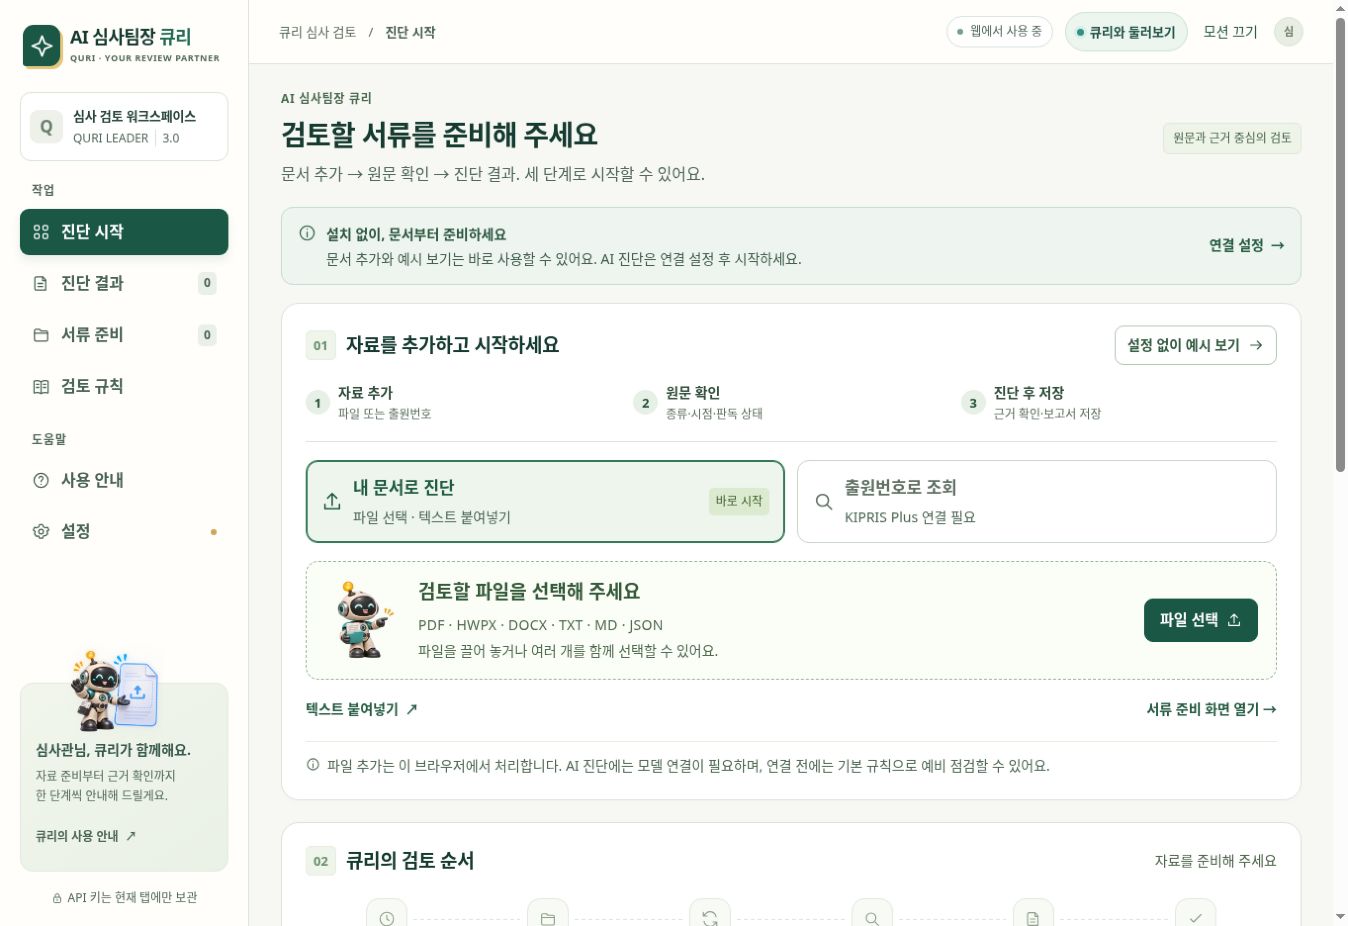 AI 심사팀장 큐리
QURI · YOUR REVIEW PARTNER
Q
심사 검토 워크스페이스
QURI LEADER 3.0
작업
진단 시작
진단 결과 0
서류 준비 0
검토 규칙
도움말
사용 안내
설정
심사관님, 큐리가 함께해요.
자료 준비부터 근거 확인까지
한 단계씩 안내해 드릴게요.
큐리의 사용 안내 ↗
API 키는 현재 탭에만 보관
큐리 심사 검토 / 진단 시작
웹에서 사용 중
큐리와 둘러보기
모션 끄기
심
AI 심사팀장 큐리
검토할 서류를 준비해 주세요
원문과 근거 중심의 검토
문서 추가 → 원문 확인 → 진단 결과. 세 단계로 시작할 수 있어요.
설치 없이, 문서부터 준비하세요
문서 추가와 예시 보기는 바로 사용할 수 있어요. AI 진단은 연결 설정 후 시작하세요.
연결 설정 →
01 자료를 추가하고 시작하세요
설정 없이 예시 보기 →
1 자료 추가
파일 또는 출원번호
2 원문 확인
종류·시점·판독 상태
3 진단 후 저장
근거 확인·보고서 저장
내 문서로 진단
파일 선택 · 텍스트 붙여넣기
바로 시작
출원번호로 조회
KIPRIS Plus 연결 필요
검토할 파일을 선택해 주세요
PDF · HWPX · DOCX · TXT · MD · JSON
파일을 끌어 놓거나 여러 개를 함께 선택할 수 있어요.
파일 선택
텍스트 붙여넣기 ↗
서류 준비 화면 열기 →
파일 추가는 이 브라우저에서 처리합니다. AI 진단에는 모델 연결이 필요하며, 연결 전에는 기본 규칙으로 예비 점검할 수 있어요.
02 큐리의 검토 순서
자료를 준비해 주세요